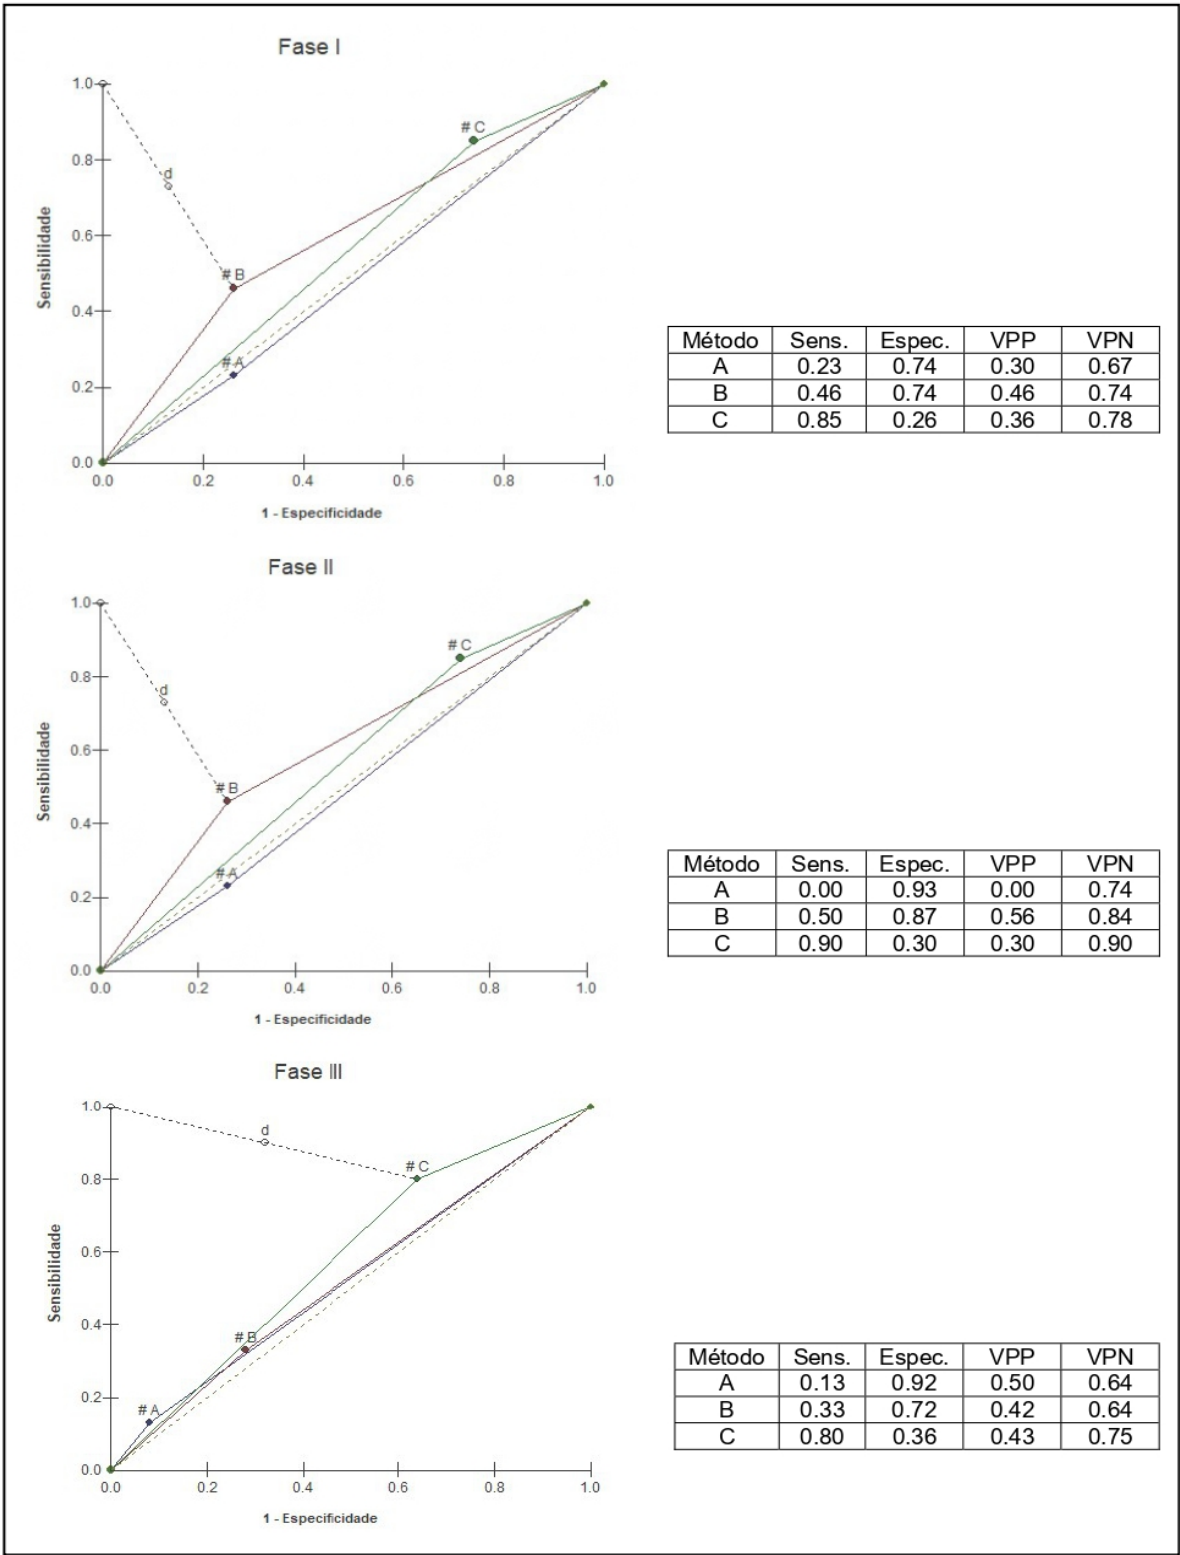 Fase I
1.0
# C
0.8
d
Sensibilidade
0.6
# B
0.4
# A
0.2
0.0
0.0 0.2 0.4 0.6 0.8 1.0
1 - Especificidade
Método Sens. Espec. VPP VPN
A 0.23 0.74 0.30 0.67
B 0.46 0.74 0.46 0.74
C 0.85 0.26 0.36 0.78
Fase II
1.0
# C
0.8
d
Sensibilidade
0.6
# B
0.4
# A
0.2
0.0
0.0 0.2 0.4 0.6 0.8 1.0
1 - Especificidade
Método Sens. Espec. VPP VPN
A 0.00 0.93 0.00 0.74
B 0.50 0.87 0.56 0.84
C 0.90 0.30 0.30 0.90
Fase III
1.0
d
# C
0.8
Sensibilidade
0.6
0.4
# B
0.2
# A
0.0
0.0 0.2 0.4 0.6 0.8 1.0
1 - Especificidade
Método Sens. Espec. VPP VPN
A 0.13 0.92 0.50 0.64
B 0.33 0.72 0.42 0.64
C 0.80 0.36 0.43 0.75